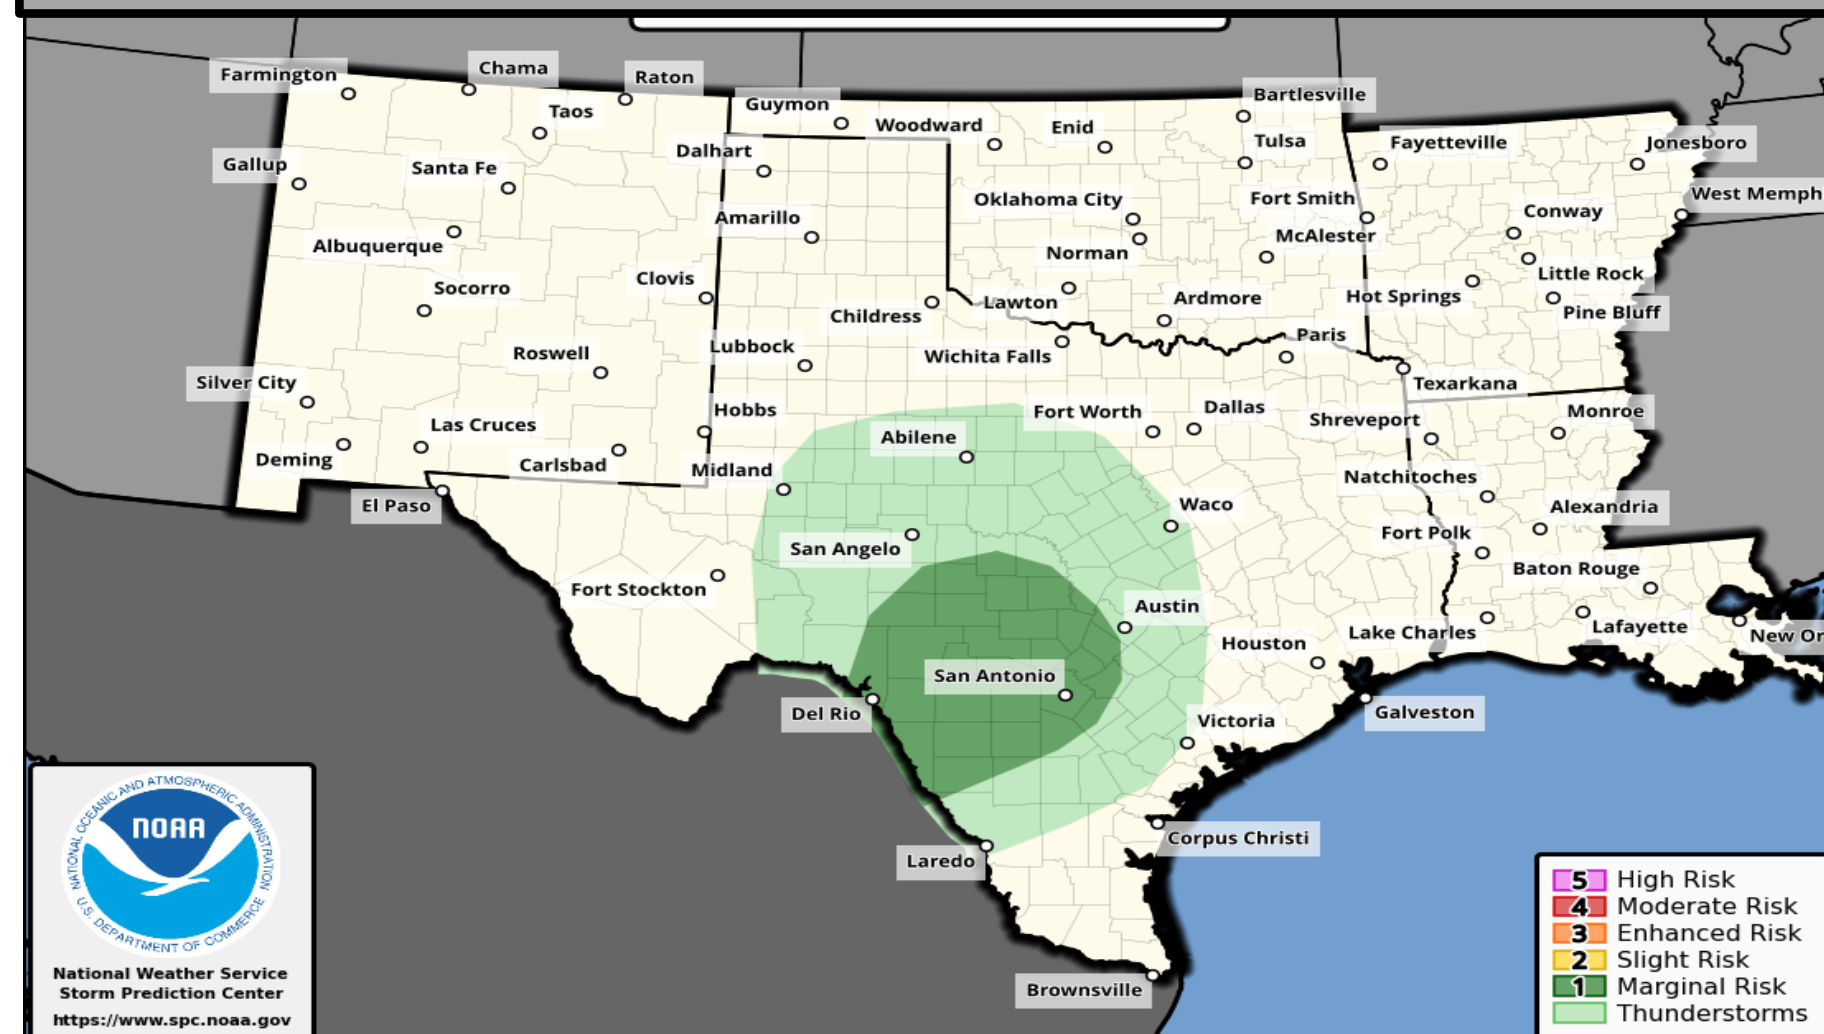 Farmington
Chama
Raton
Taos
Guymon
Bartlesville
Woodward
Enid
Tulsa
Fayetteville
Jonesboro
Gallup
Santa Fe
Dalhart
Oklahoma City
Fort Smith
West Memph
Amarillo
Conway
Albuquerque
Norman
McAlester
Socorro
Clovis
Childress
Lawton
Ardmore
Hot Springs
Little Rock
Pine Bluff
Roswell
Lubbock
Wichita Falls
Paris
Silver City
Hobbs
Texarkana
Las Cruces
Abilene
Fort Worth
Dallas
Shreveport
Monroe
Deming
Carlsbad
Midland
Natchitoches
El Paso
Waco
Alexandria
San Angelo
Fort Polk
Fort Stockton
Baton Rouge
Austin
Houston
Lake Charles
Lafayette
New Or
San Antonio
Del Rio
Victoria
Galveston
Corpus Christi
Laredo
Brownsville
NATIONAL OCEANIC AND ATMOSPHERIC ADMINISTRATION
NOAA
U.S. DEPARTMENT OF COMMERCE
National Weather Service
Storm Prediction Center
https://www.spc.noaa.gov
5 High Risk
4 Moderate Risk
3 Enhanced Risk
2 Slight Risk
1 Marginal Risk
Thunderstorms